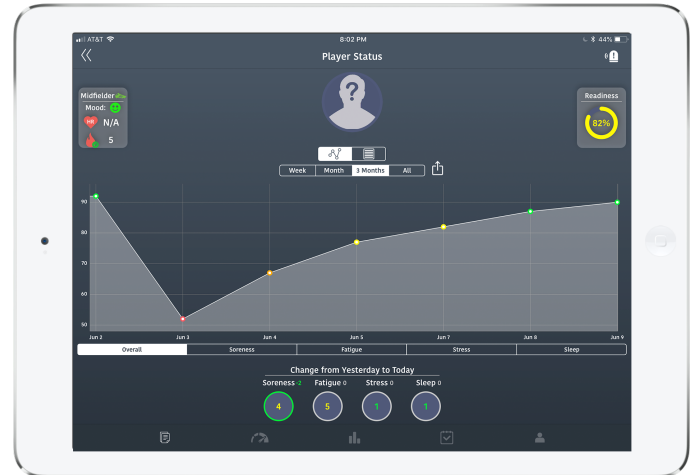 AT&T 8:02 PM 44%
Player Status
Midfielder
Mood:
HR N/A
5
?
Readiness
82%
Week Month 3 Months All
90
80
70
60
50
Jun 2 Jun 3 Jun 4 Jun 5 Jun 7 Jun 8 Jun 9
Overall Soreness Fatigue Stress Sleep
Change from Yesterday to Today
Soreness -2 Fatigue 0 Stress 0 Sleep 0
4 5 1 1